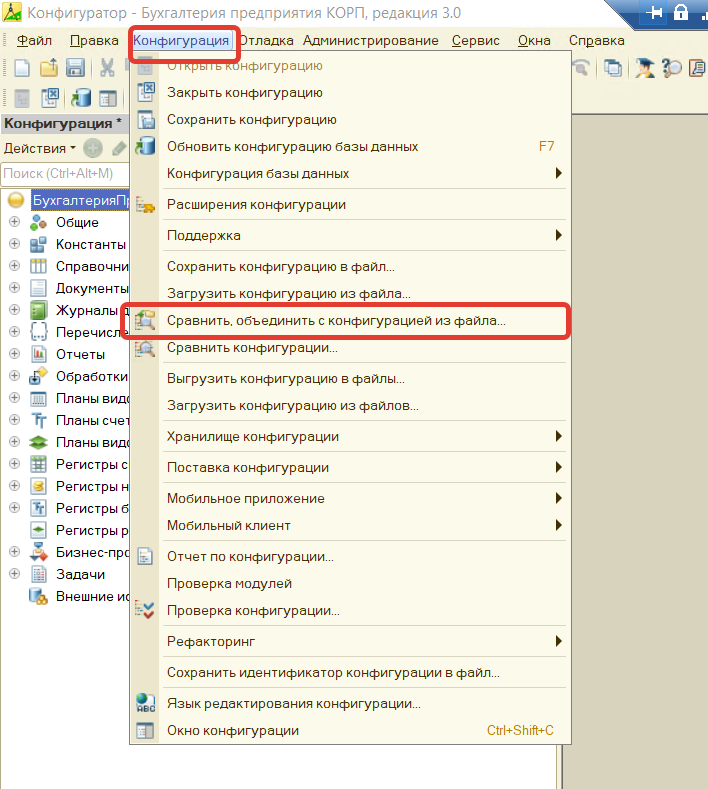 Конфигуратор - Бухгалтерия предприятия КОРП, редакция 3.0
Файл Правка Конфигурация Отладка Администрирование Сервис Окна Справка
Конфигурация *
Действия
Поиск (Ctrl+Alt+M)
БухгалтерияПр
Общие
Константы
Справочни
Документы
Журналы д
Перечисле
Отчеты
Обработки
Планы видо
Планы счет
Планы видо
Регистры с
Регистры н
Регистры б
Регистры р
Бизнес-про
Задачи
Внешние ис
Открыть конфигурацию
Закрыть конфигурацию
Сохранить конфигурацию
Обновить конфигурацию базы данных F7
Конфигурация базы данных
Расширения конфигурации
Поддержка
Сохранить конфигурацию в файл...
Загрузить конфигурацию из файла...
Сравнить, объединить с конфигурацией из файла...
Сравнить конфигурации...
Выгрузить конфигурацию в файлы...
Загрузить конфигурацию из файлов...
Хранилище конфигурации
Поставка конфигурации
Мобильное приложение
Мобильный клиент
Отчет по конфигурации...
Проверка модулей
Проверка конфигурации...
Рефакторинг
Сохранить идентификатор конфигурации в файл...
Язык редактирования конфигурации...
Окно конфигурации Ctrl+Shift+C